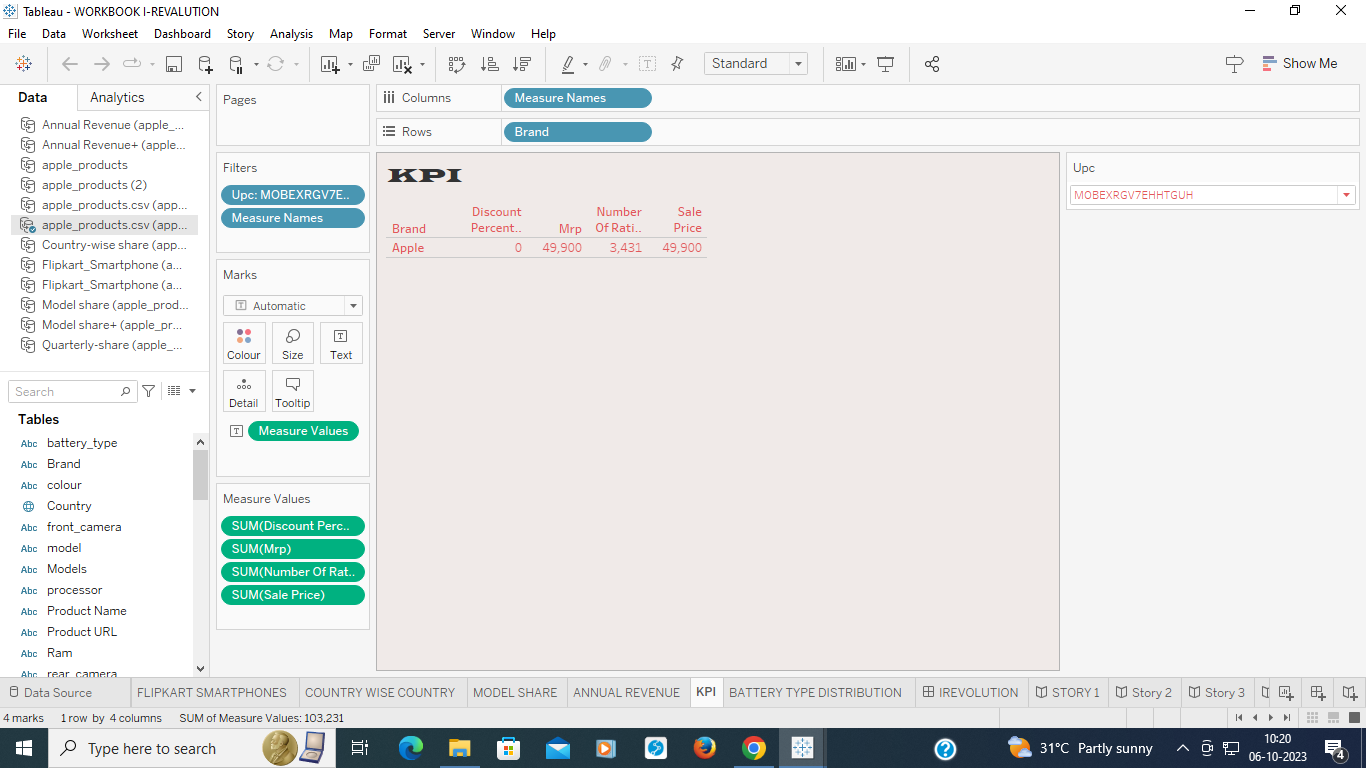 Tableau - WORKBOOK I-REVALUTION
File Data Worksheet Dashboard Story Analysis Map Format Server Window Help
Standard
Show Me
Data Analytics
Annual Revenue (apple_...
Annual Revenue+ (apple...
apple_products
apple_products (2)
apple_products.csv (app...
apple_products.csv (app...
Country-wise share (app...
Flipkart_Smartphone (a...
Flipkart_Smartphone (a...
Model share (apple_prod...
Model share+ (apple_pr...
Quarterly-share (apple_...
Search
Tables
Abc battery_type
Abc Brand
Abc colour
Country
Abc front_camera
Abc model
Abc Models
Abc processor
Abc Product Name
Abc Product URL
Abc Ram
Abc rear_camera
Pages
Filters
Upc: MOBEXRGV7E..
Measure Names
Marks
T Automatic
Colour Size Text
Detail Tooltip
T Measure Values
Measure Values
SUM(Discount Perc..
SUM(Mrp)
SUM(Number Of Rat..
SUM(Sale Price)
Columns Measure Names
Rows Brand
KPI
Discount Number Sale
Brand Percent.. Mrp Of Rati.. Price
Apple 0 49,900 3,431 49,900
Upc
MOBEXRGV7EHHTGUH
Data Source FLIPKART SMARTPHONES COUNTRY WISE COUNTRY MODEL SHARE ANNUAL REVENUE KPI BATTERY TYPE DISTRIBUTION IREVOLUTION STORY 1 Story 2 Story 3
4 marks 1 row by 4 columns SUM of Measure Values: 103,231
Type here to search
31°C Partly sunny
10:20
06-10-2023
4